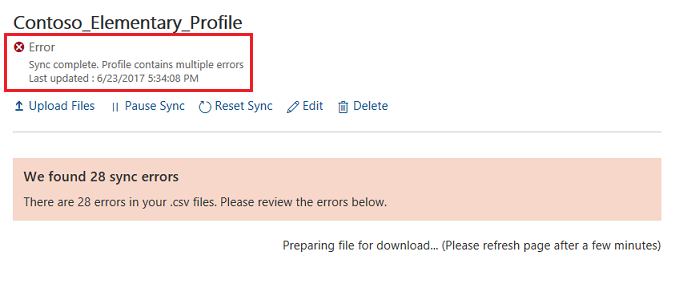 Contoso_Elementary_Profile
Error
Sync complete. Profile contains multiple errors
Last updated : 6/23/2017 5:34:08 PM
Upload Files Pause Sync Reset Sync Edit Delete
We found 28 sync errors
There are 28 errors in your .csv files. Please review the errors below.
Preparing file for download... (Please refresh page after a few minutes)